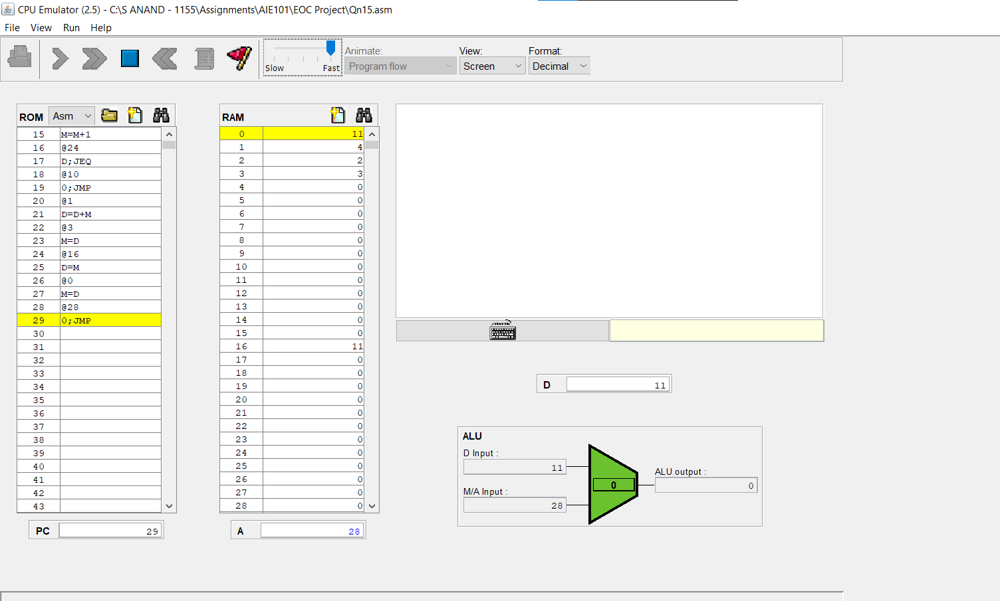 CPU Emulator (2.5) - C:\S ANAND - 1155\Assignments\AIE101\EOC Project\Qn15.asm
File View Run Help
Slow Fast
Animate:
Program flow
View:
Screen
Format:
Decimal
ROM Asm
15 M=M+1
16 @24
17 D;JEQ
18 @10
19 0;JMP
20 @1
21 D=D+M
22 @3
23 M=D
24 @16
25 D=M
26 @0
27 M=D
28 @28
29 0;JMP
30
31
32
33
34
35
36
37
38
39
40
41
42
43
PC 29
RAM
0 11
1 4
2 2
3 3
4 0
5 0
6 0
7 0
8 0
9 0
10 0
11 0
12 0
13 0
14 0
15 0
16 11
17 0
18 0
19 0
20 0
21 0
22 0
23 0
24 0
25 0
26 0
27 0
28 0
A 28
D 11
ALU
D Input :
11
M/A Input :
28
0
ALU output :
0